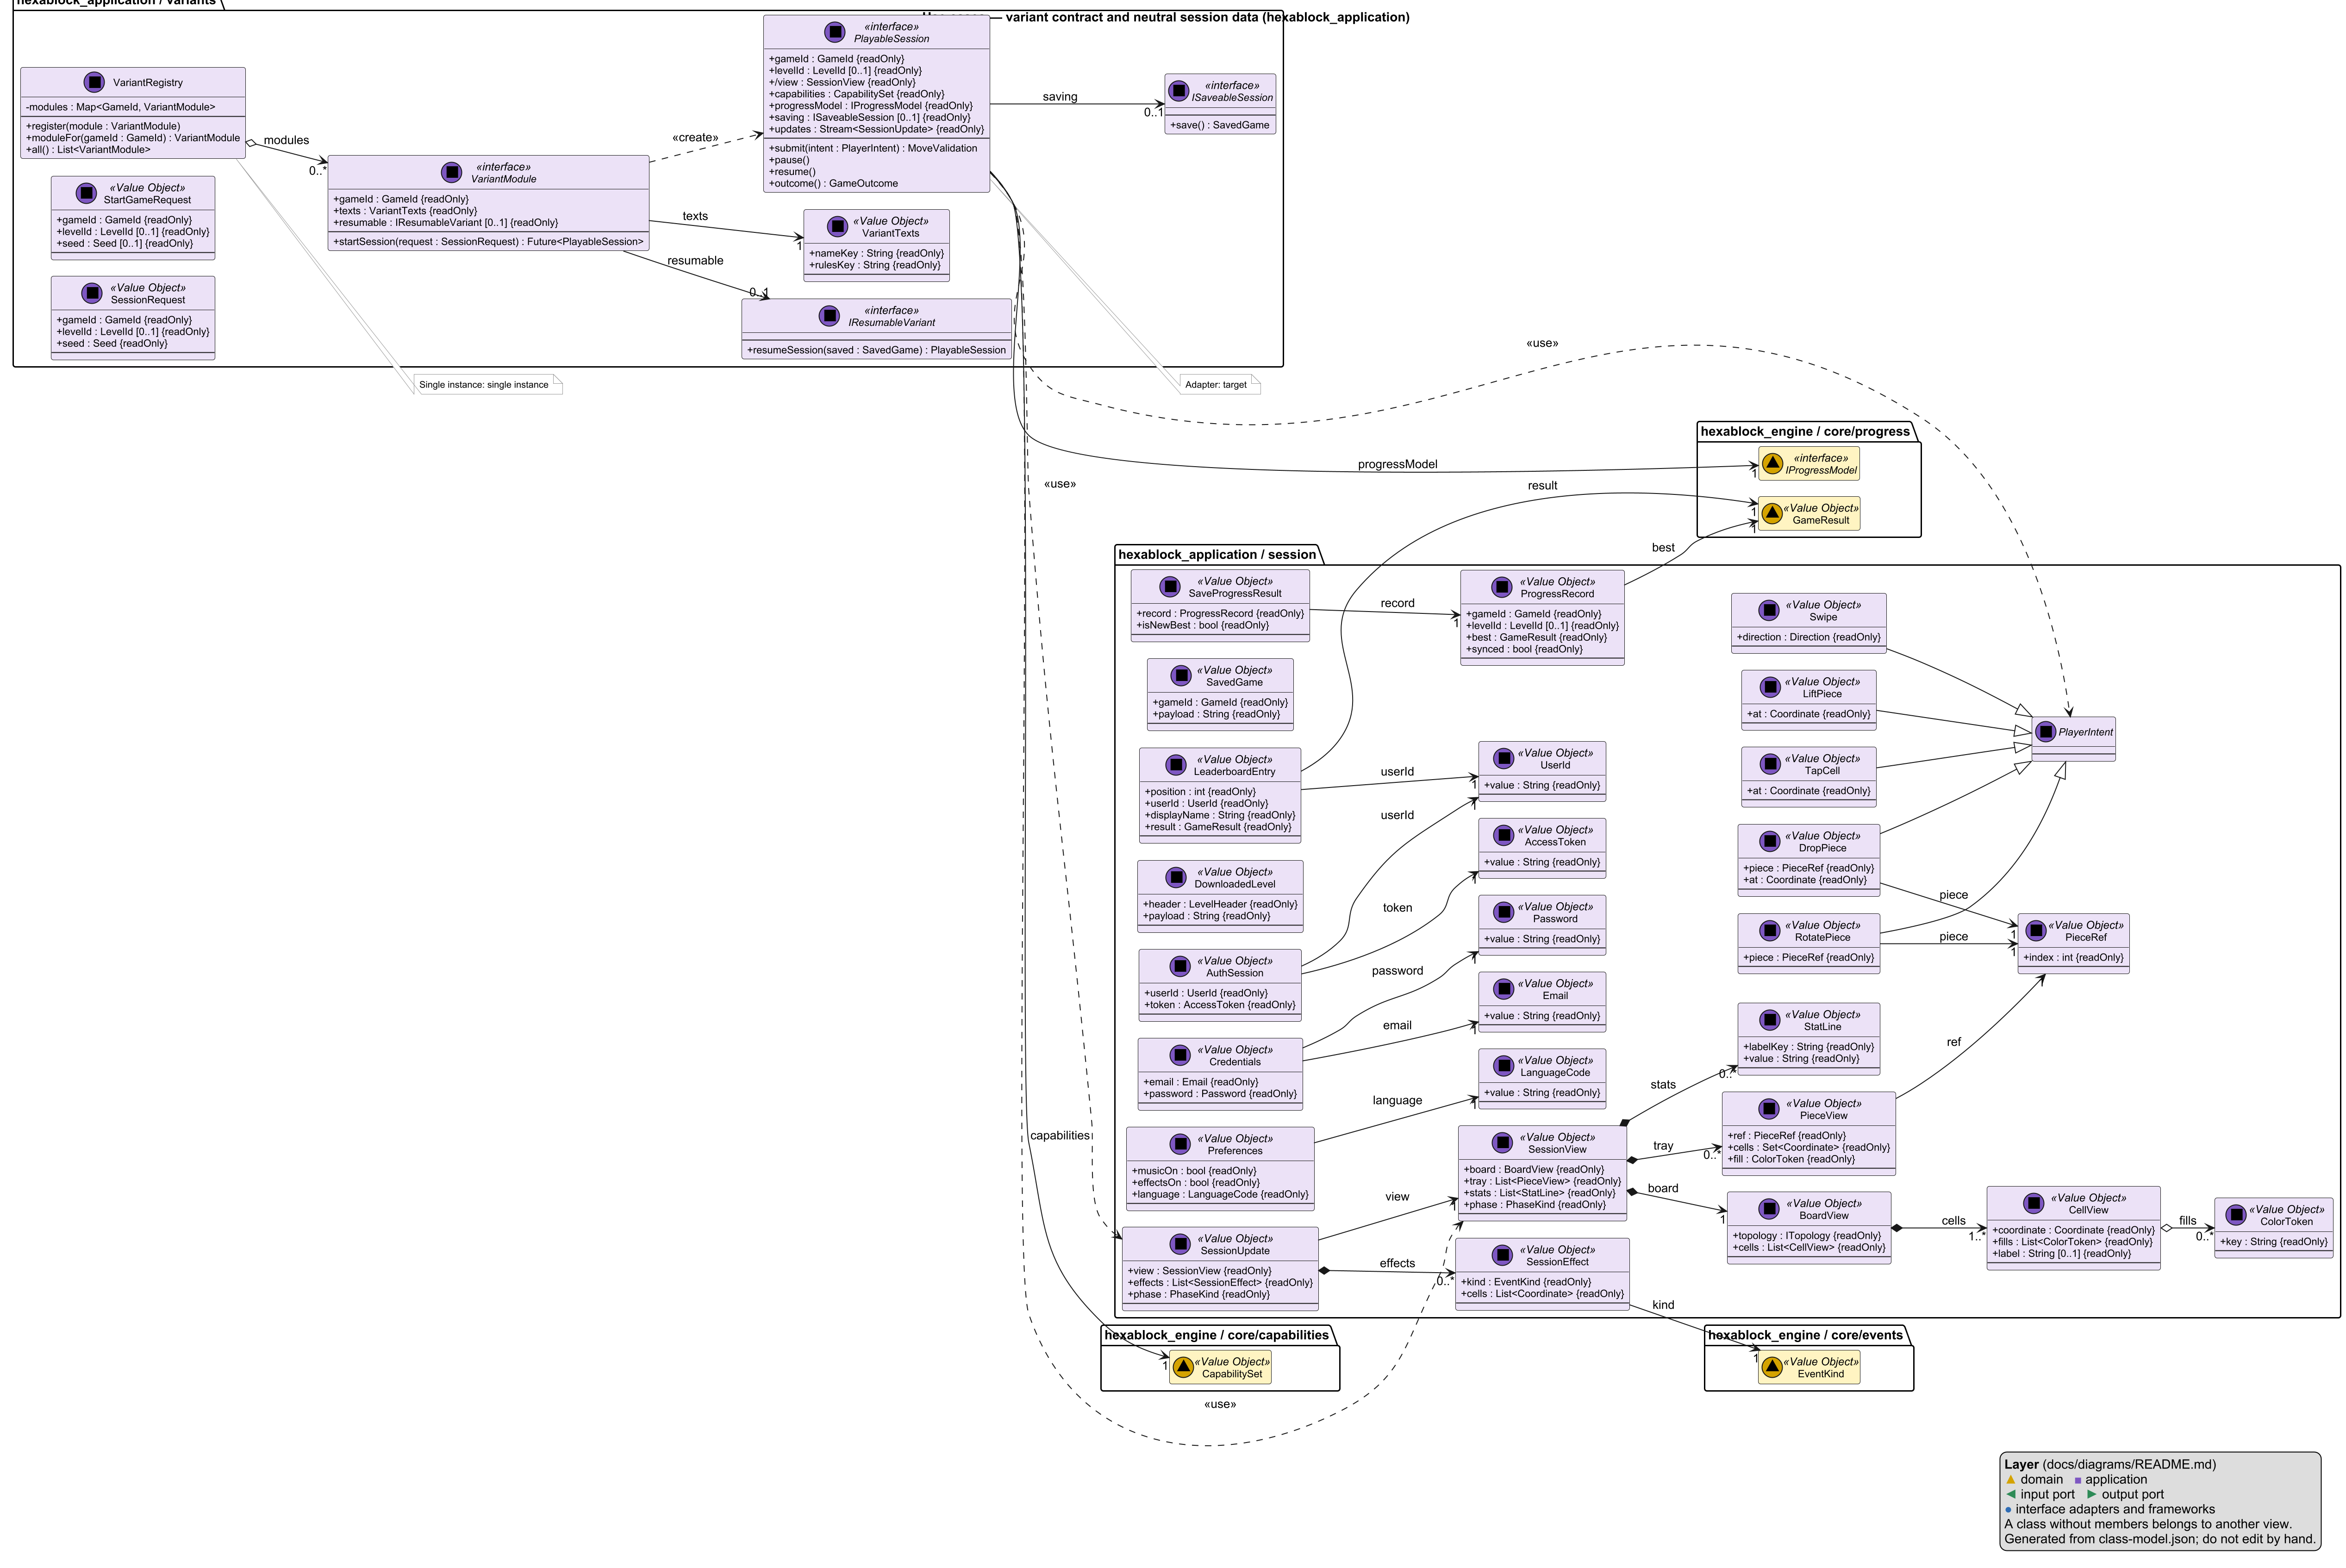 hexablock_application / variants
— variant contract and neutral session data (hexablock_application)
«interface»
PlayableSession
+gameId : GameId {readOnly}
+levelId : LevelId [0..1] {readOnly}
+/view : SessionView {readOnly}
+capabilities : CapabilitySet {readOnly}
+progressModel : IProgressModel {readOnly}
+saving : ISaveableSession [0..1] {readOnly}
+updates : Stream<SessionUpdate> {readOnly}
+submit(intent : PlayerIntent) : MoveValidation
+pause()
+resume()
+outcome() : GameOutcome
saving
0..1
«interface»
ISaveableSession
+save() : SavedGame
VariantRegistry
-modules : Map<GameId, VariantModule>
+register(module : VariantModule)
+moduleFor(gameId : GameId) : VariantModule
+all() : List<VariantModule>
modules
0..*
«create»
«interface»
VariantModule
+gameId : GameId {readOnly}
+texts : VariantTexts {readOnly}
+resumable : IResumableVariant [0..1] {readOnly}
+startSession(request : SessionRequest) : Future<PlayableSession>
«Value Object»
StartGameRequest
+gameId : GameId {readOnly}
+levelId : LevelId [0..1] {readOnly}
+seed : Seed [0..1] {readOnly}
texts
1
«Value Object»
VariantTexts
+nameKey : String {readOnly}
+rulesKey : String {readOnly}
resumable
0..1
«Value Object»
SessionRequest
+gameId : GameId {readOnly}
+levelId : LevelId [0..1] {readOnly}
+seed : Seed {readOnly}
«interface»
IResumableVariant
+resumeSession(saved : SavedGame) : PlayableSession
Single instance: single instance
Adapter: target
«use»
hexablock_engine / core/progress
«interface»
IProgressModel
progressModel
1
«use»
result
1
«Value Object»
GameResult
best
1
hexablock_application / session
«Value Object»
SaveProgressResult
+record : ProgressRecord {readOnly}
+isNewBest : bool {readOnly}
record
1
«Value Object»
ProgressRecord
+gameId : GameId {readOnly}
+levelId : LevelId [0..1] {readOnly}
+best : GameResult {readOnly}
+synced : bool {readOnly}
«Value Object»
Swipe
+direction : Direction {readOnly}
«Value Object»
SavedGame
+gameId : GameId {readOnly}
+payload : String {readOnly}
«Value Object»
LiftPiece
+at : Coordinate {readOnly}
PlayerIntent
«Value Object»
LeaderboardEntry
+position : int {readOnly}
+userId : UserId {readOnly}
+displayName : String {readOnly}
+result : GameResult {readOnly}
userId
1
«Value Object»
UserId
+value : String {readOnly}
«Value Object»
TapCell
+at : Coordinate {readOnly}
userId
1
«Value Object»
AccessToken
+value : String {readOnly}
«Value Object»
DropPiece
+piece : PieceRef {readOnly}
+at : Coordinate {readOnly}
«Value Object»
DownloadedLevel
+header : LevelHeader {readOnly}
+payload : String {readOnly}
token
1
piece
1
«Value Object»
Password
+value : String {readOnly}
«Value Object»
RotatePiece
+piece : PieceRef {readOnly}
piece
1
«Value Object»
PieceRef
+index : int {readOnly}
«Value Object»
AuthSession
+userId : UserId {readOnly}
+token : AccessToken {readOnly}
password
1
«Value Object»
Email
+value : String {readOnly}
email
1
«Value Object»
StatLine
+labelKey : String {readOnly}
+value : String {readOnly}
«Value Object»
Credentials
+email : Email {readOnly}
+password : Password {readOnly}
ref
«Value Object»
LanguageCode
+value : String {readOnly}
language
1
stats
0..*
«Value Object»
PieceView
+ref : PieceRef {readOnly}
+cells : Set<Coordinate> {readOnly}
+fill : ColorToken {readOnly}
capabilities
«Value Object»
Preferences
+musicOn : bool {readOnly}
+effectsOn : bool {readOnly}
+language : LanguageCode {readOnly}
«Value Object»
SessionView
+board : BoardView {readOnly}
+tray : List<PieceView> {readOnly}
+stats : List<StatLine> {readOnly}
+phase : PhaseKind {readOnly}
tray
0..*
board
1
«Value Object»
BoardView
+topology : ITopology {readOnly}
+cells : List<CellView> {readOnly}
cells
1..*
«Value Object»
CellView
+coordinate : Coordinate {readOnly}
+fills : List<ColorToken> {readOnly}
+label : String [0..1] {readOnly}
fills
0..*
«Value Object»
ColorToken
+key : String {readOnly}
view
1
«Value Object»
SessionUpdate
+view : SessionView {readOnly}
+effects : List<SessionEffect> {readOnly}
+phase : PhaseKind {readOnly}
effects
0..*
«Value Object»
SessionEffect
+kind : EventKind {readOnly}
+cells : List<Coordinate> {readOnly}
kind
1
hexablock_engine / core/capabilities
1
«Value Object»
CapabilitySet
hexablock_engine / core/events
«Value Object»
EventKind
«use»
Layer (docs/diagrams/README.md)
▲ domain ■ application
◄ input port ► output port
● interface adapters and frameworks
A class without members belongs to another view.
Generated from class-model.json; do not edit by hand.